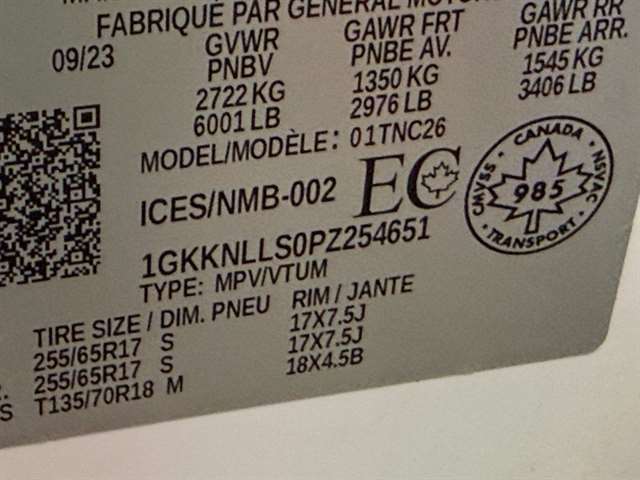 FABRIQUÉ PAR GENERAL MOTORS
09/23
GVWR
PNBV
2722 KG
6001 LB
GAWR FRT
PNBE AV.
1350 KG
2976 LB
GAWR RR
PNBE ARR.
1545 KG
3406 LB
MODEL/MODÈLE: 01TNC26
ICES/NMB-002
EC
CANADA
CMVSS
NSVAC
985
TRANSPORT
1GKKNLLS0PZ254651
TYPE: MPV/VTUM
TIRE SIZE / DIM. PNEU RIM / JANTE
255/65R17 S 17X7.5J
255/65R17 S 17X7.5J
S T135/70R18 M 18X4.5B